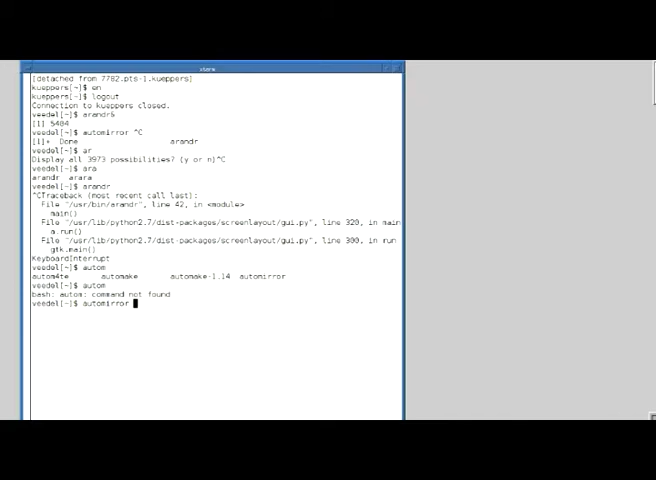 xterm
[detached from 7782.pts-1.kueppers]
kueppers[~]$ en
kueppers[~]$ logout
Connection to kueppers closed.
veedel[~]$ arandr&
[1] 5404
veedel[~]$ automirror ^C
[1]+  Done                    arandr
veedel[~]$ ar
Display all 3973 possibilities? (y or n)^C
veedel[~]$ ara
arandr  arara
veedel[~]$ arandr
^CTraceback (most recent call last):
  File "/usr/bin/arandr", line 42, in <module>
    main()
  File "/usr/lib/python2.7/dist-packages/screenlayout/gui.py", line 320, in main
    a.run()
  File "/usr/lib/python2.7/dist-packages/screenlayout/gui.py", line 300, in run
    gtk.main()
KeyboardInterrupt
veedel[~]$ autom
autom4te       automake       automake-1.14  automirror
veedel[~]$ autom
bash: autom: command not found
veedel[~]$ automirror